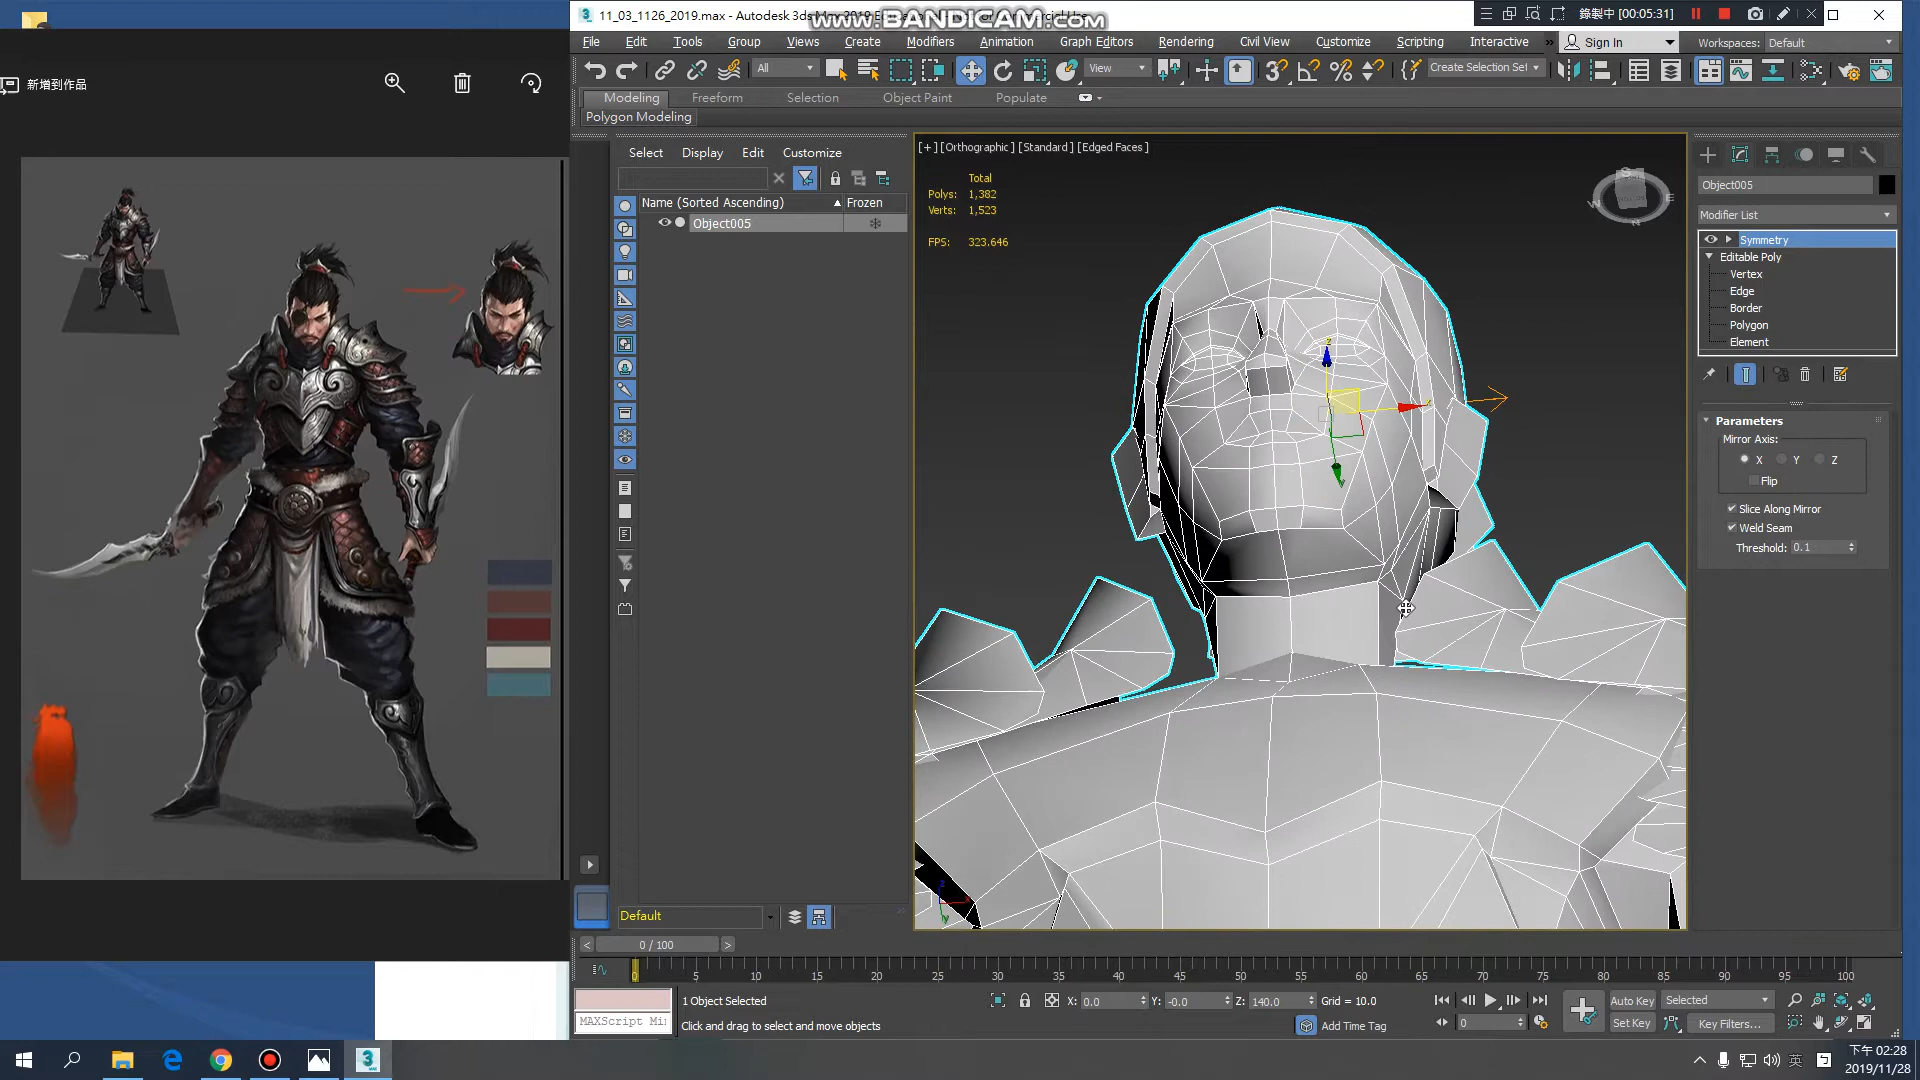 新增到作品
11_03_1126_2019.max - Autodesk 3ds Max 2019
www.BANDICAM.com
錄製中 [00:05:31]
File Edit Tools Group Views Create Modifiers Animation Graph Editors Rendering Civil View Customize Scripting Interactive
Sign In
Workspaces: Default
All
View
Create Selection Set
Modeling Freeform Selection Object Paint Populate
Polygon Modeling
Select Display Edit Customize
Name (Sorted Ascending) Frozen
Object005
Default
[+] [Orthographic] [Standard] [Edged Faces]
Total
Polys: 1,382
Verts: 1,523
FPS: 323.646
Object005
Modifier List
Symmetry
Editable Poly
Vertex
Edge
Border
Polygon
Element
Parameters
Mirror Axis:
X Y Z
Flip
Slice Along Mirror
Weld Seam
Threshold: 0.1
0 / 100
0 5 10 15 20 25 30 35 40 45 50 55 60 65 70 75 80 85 90 95 100
1 Object Selected
X: 0.0 Y: -0.0 Z: 140.0 Grid = 10.0
Auto Key Selected
MAXScript Mi
Click and drag to select and move objects
Add Time Tag
0
Set Key Key Filters...
英
下午 02:28
2019/11/28